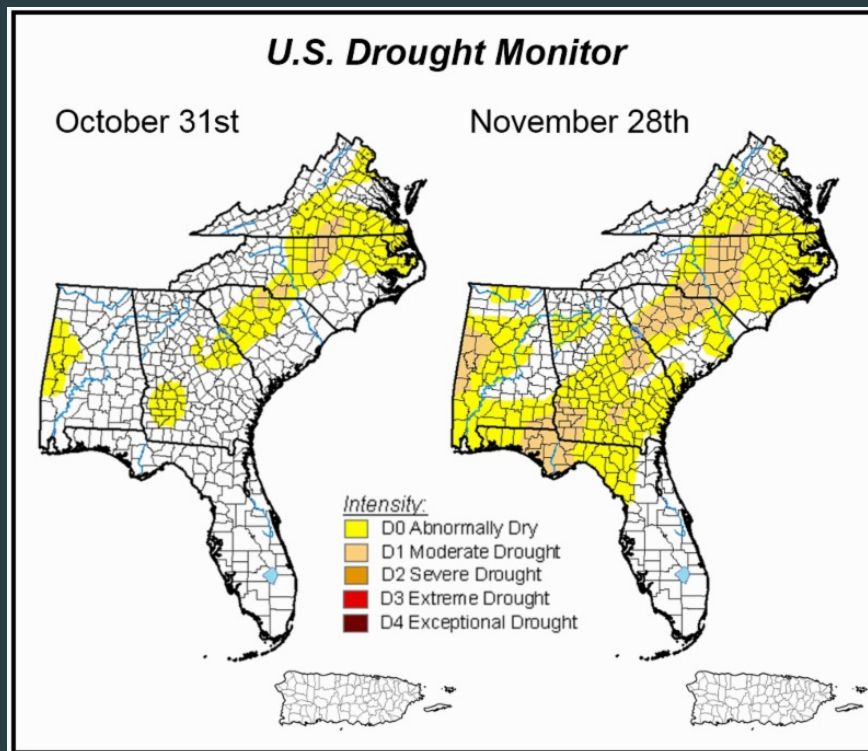 U.S. Drought Monitor
October 31st
November 28th
Intensity:
D0 Abnormally Dry
D1 Moderate Drought
D2 Severe Drought
D3 Extreme Drought
D4 Exceptional Drought